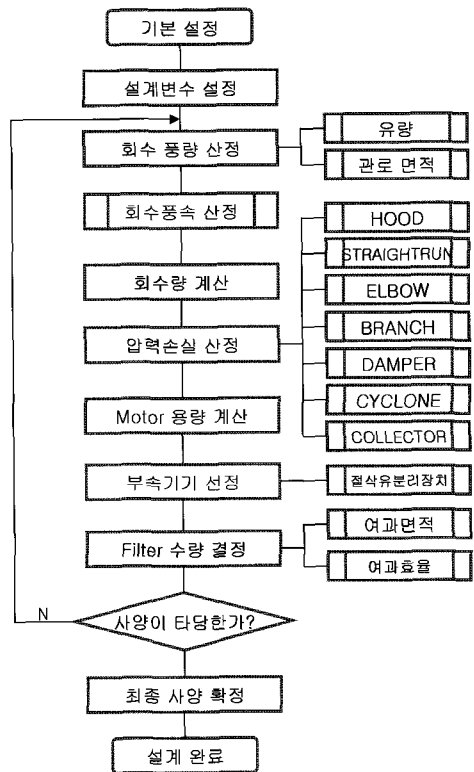 기본 설정
설계변수 설정
회수 풍량 산정
유량
관로 면적
회수풍속 산정
HOOD
STRAIGHTRUN
회수량 계산
ELBOW
BRANCH
압력손실 산정
DAMPER
CYCLONE
Motor 용량 계산
COLLECTOR
부속기기 선정
절삭유분리장치
여과면적
Filter 수량 결정
여과효율
N
사양이 타당한가?
최종 사양 확정
설계 완료